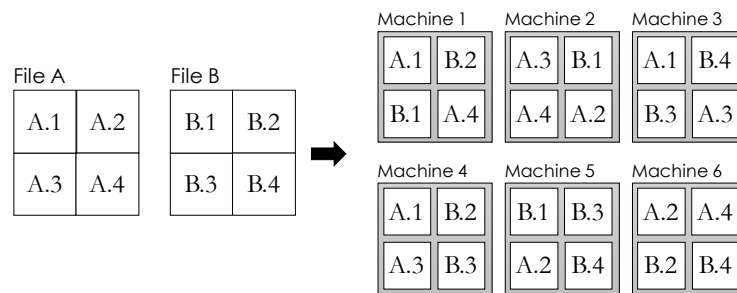 File A
A.1 A.2
A.3 A.4
File B
B.1 B.2
B.3 B.4
Machine 1
A.1 B.2
B.1 A.4
Machine 2
A.3 B.1
A.4 A.2
Machine 3
A.1 B.4
B.3 A.3
Machine 4
A.1 B.2
A.3 B.3
Machine 5
B.1 B.3
A.2 B.4
Machine 6
A.2 A.4
B.2 B.4